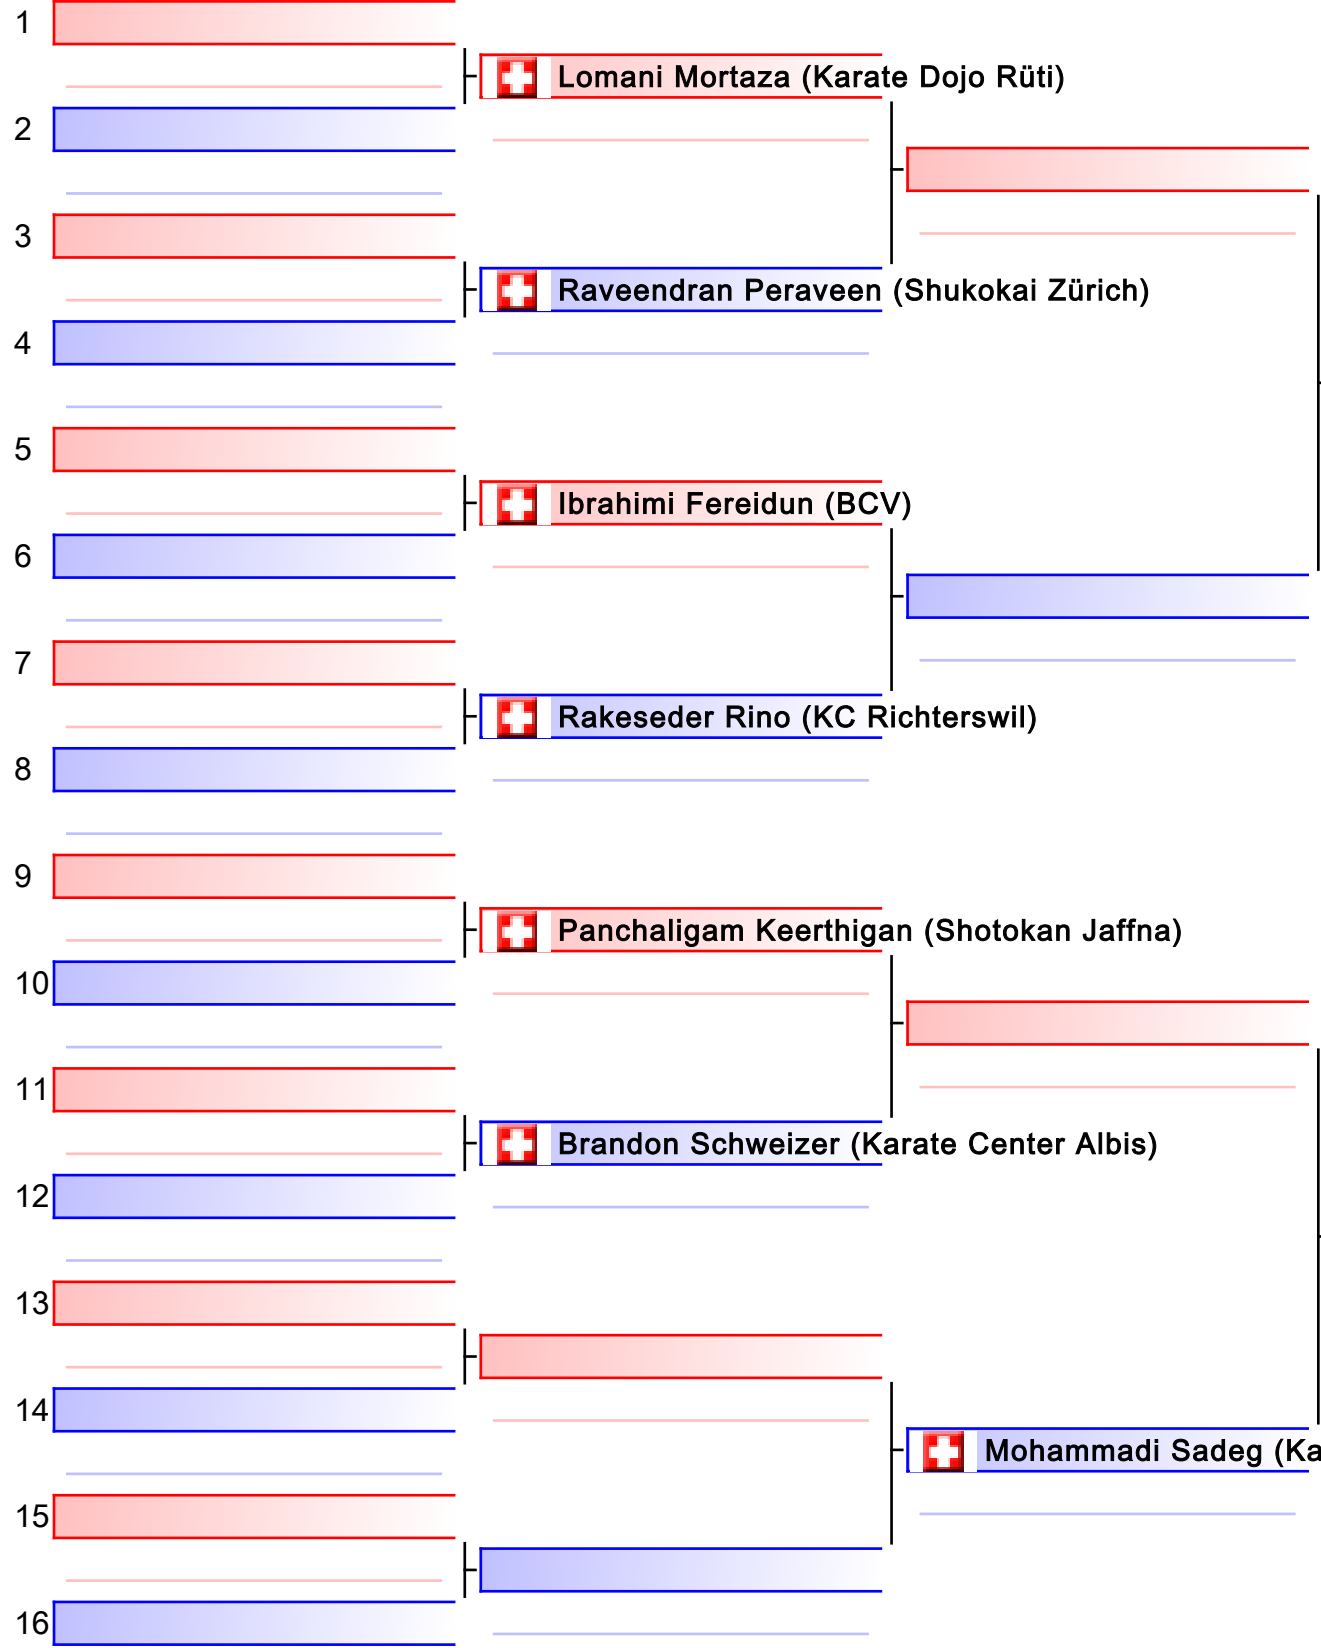 1
Lomani Mortaza (Karate Dojo Rüti)
2
3
Raveendran Peraveen (Shukokai Zürich)
4
5
Ibrahimi Fereidun (BCV)
6
7
Rakeseder Rino (KC Richterswil)
8
9
Panchaligam Keerthigan (Shotokan Jaffna)
10
11
Brandon Schweizer (Karate Center Albis)
12
13
14
Mohammadi Sadeg (Ka
15
16